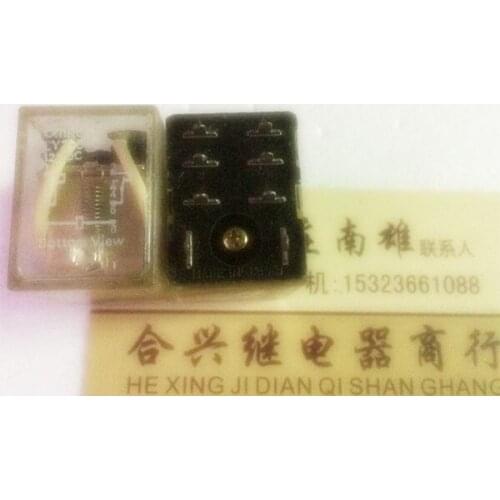 Bottom View
南雄 联系人
机:15323661088
合兴继电器商行
HE XING JI DIAN QI SHAN GHANG